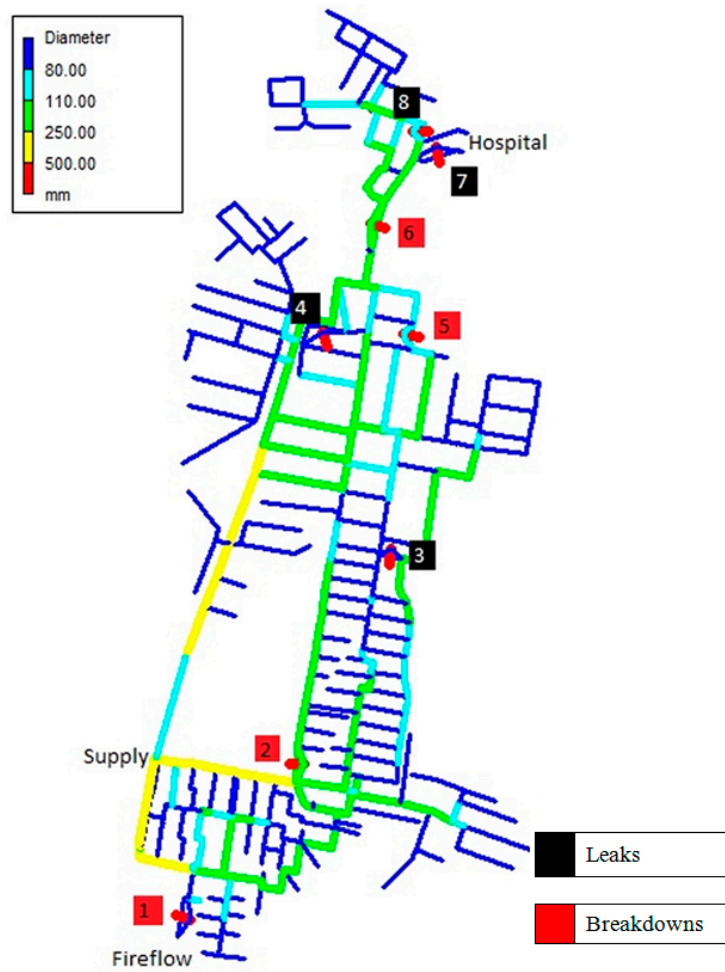 Diameter
80.00
110.00
250.00
500.00
mm
8
Hospital
7
6
4
5
3
Supply
2
Leaks
1
Breakdowns
Fireflow